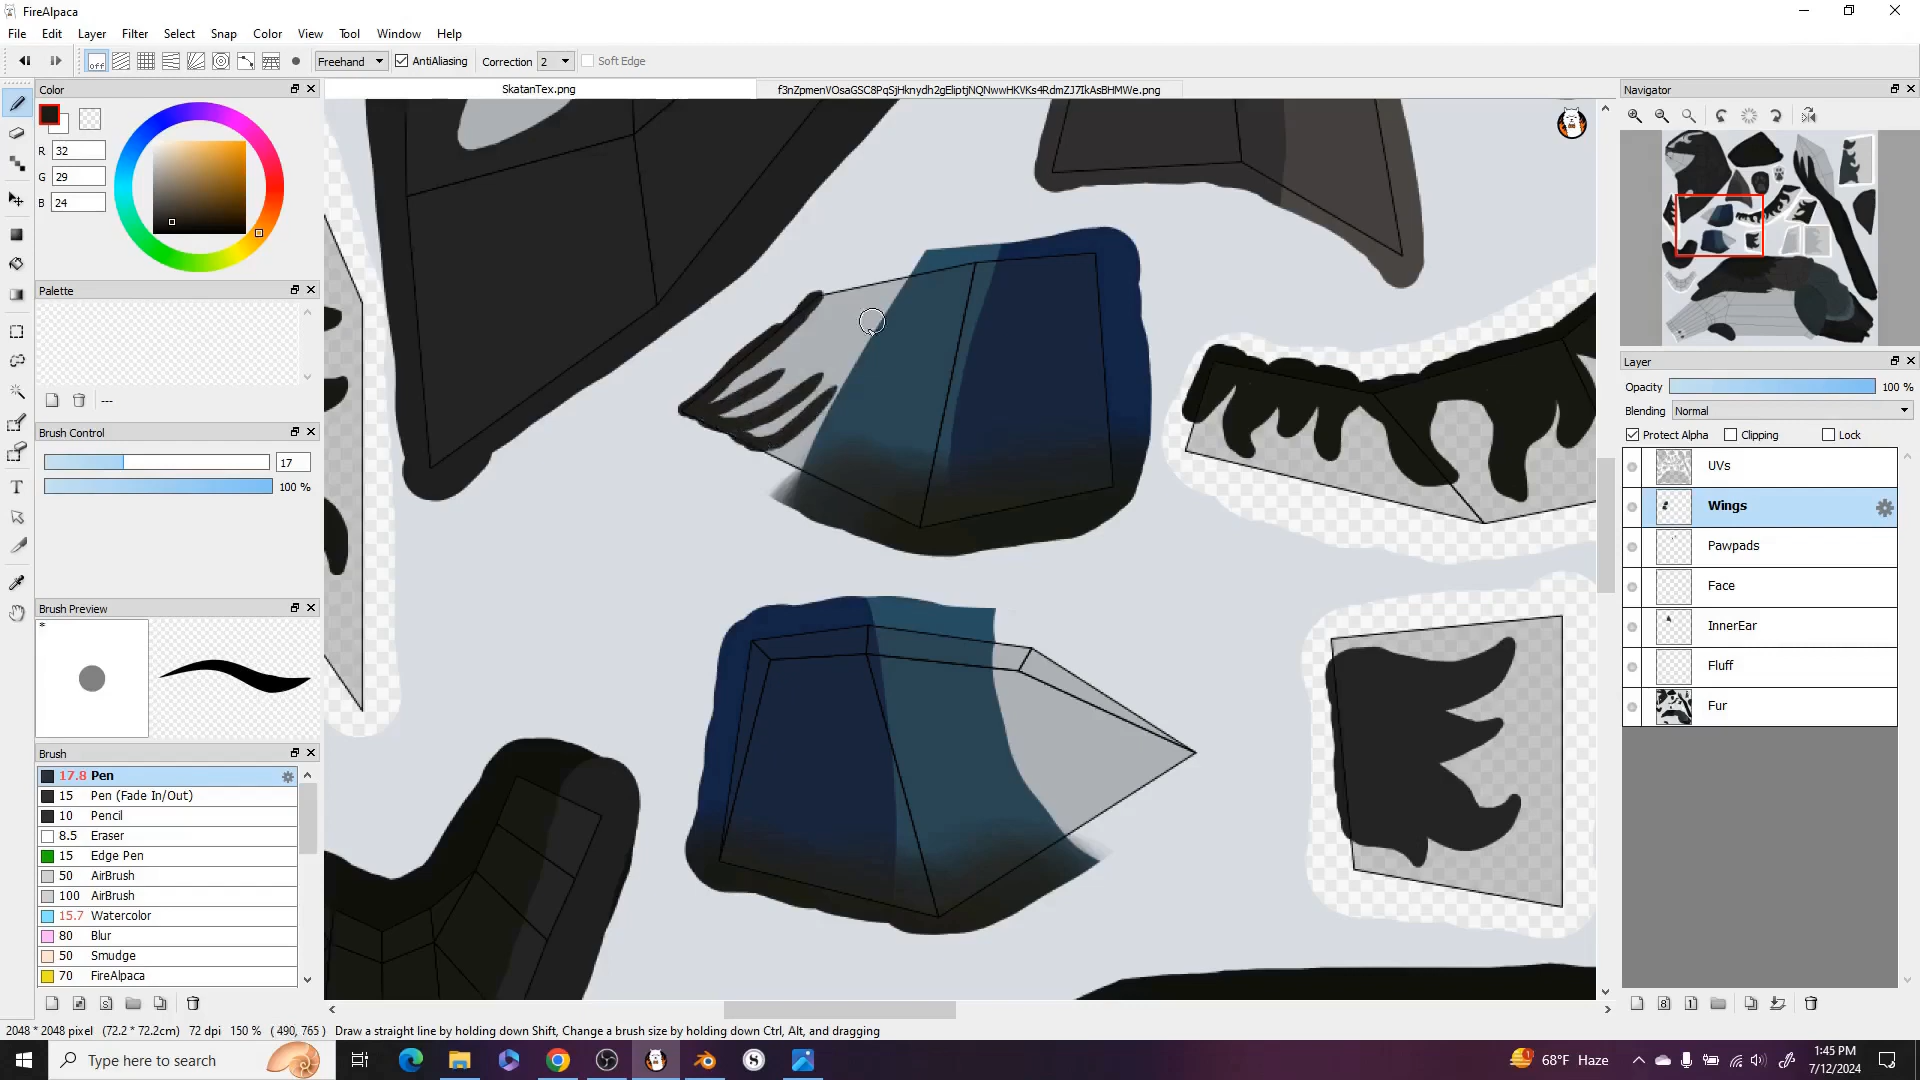 FireAlpaca
File Edit Layer Filter Select Snap Color View Tool Window Help
off Freehand AntiAliasing Correction 2 Soft Edge
Color SkatanTex.png f3nZpmenVOsaGSC8PqSjHknydh2gEliptjNQNwwHKVKs4RdmZJ7IkAsBHMWe.png Navigator
R 32
G 29
B 24
Palette
---
Layer
Opacity 100 %
Blending Normal
Protect Alpha Clipping Lock
Brush Control
17
100 %
UVs
Wings
Pawpads
Face
InnerEar
Fluff
Fur
Brush Preview
*
Brush
17.8 Pen
15 Pen (Fade In/Out)
10 Pencil
8.5 Eraser
15 Edge Pen
50 AirBrush
100 AirBrush
15.7 Watercolor
80 Blur
50 Smudge
70 FireAlpaca
2048 * 2048 pixel (72.2 * 72.2cm) 72 dpi 150 % ( 490, 765 ) Draw a straight line by holding down Shift, Change a brush size by holding down Ctrl, Alt, and dragging
Type here to search 68°F Haze 1:45 PM
7/12/2024